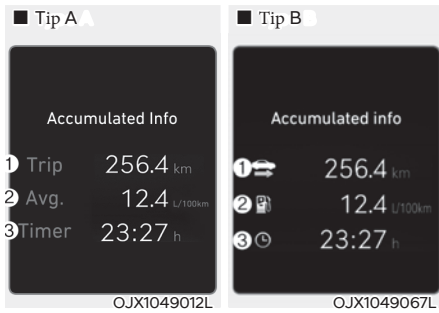 ■ Tip A
Accumulated Info
1 Trip 256.4 km
2 Avg. 12.4 L/100km
3 Timer 23:27 h
OJX1049012L
■ Tip B
Accumulated info
1 256.4 km
2 12.4 L/100km
3 23:27 h
OJX1049067L